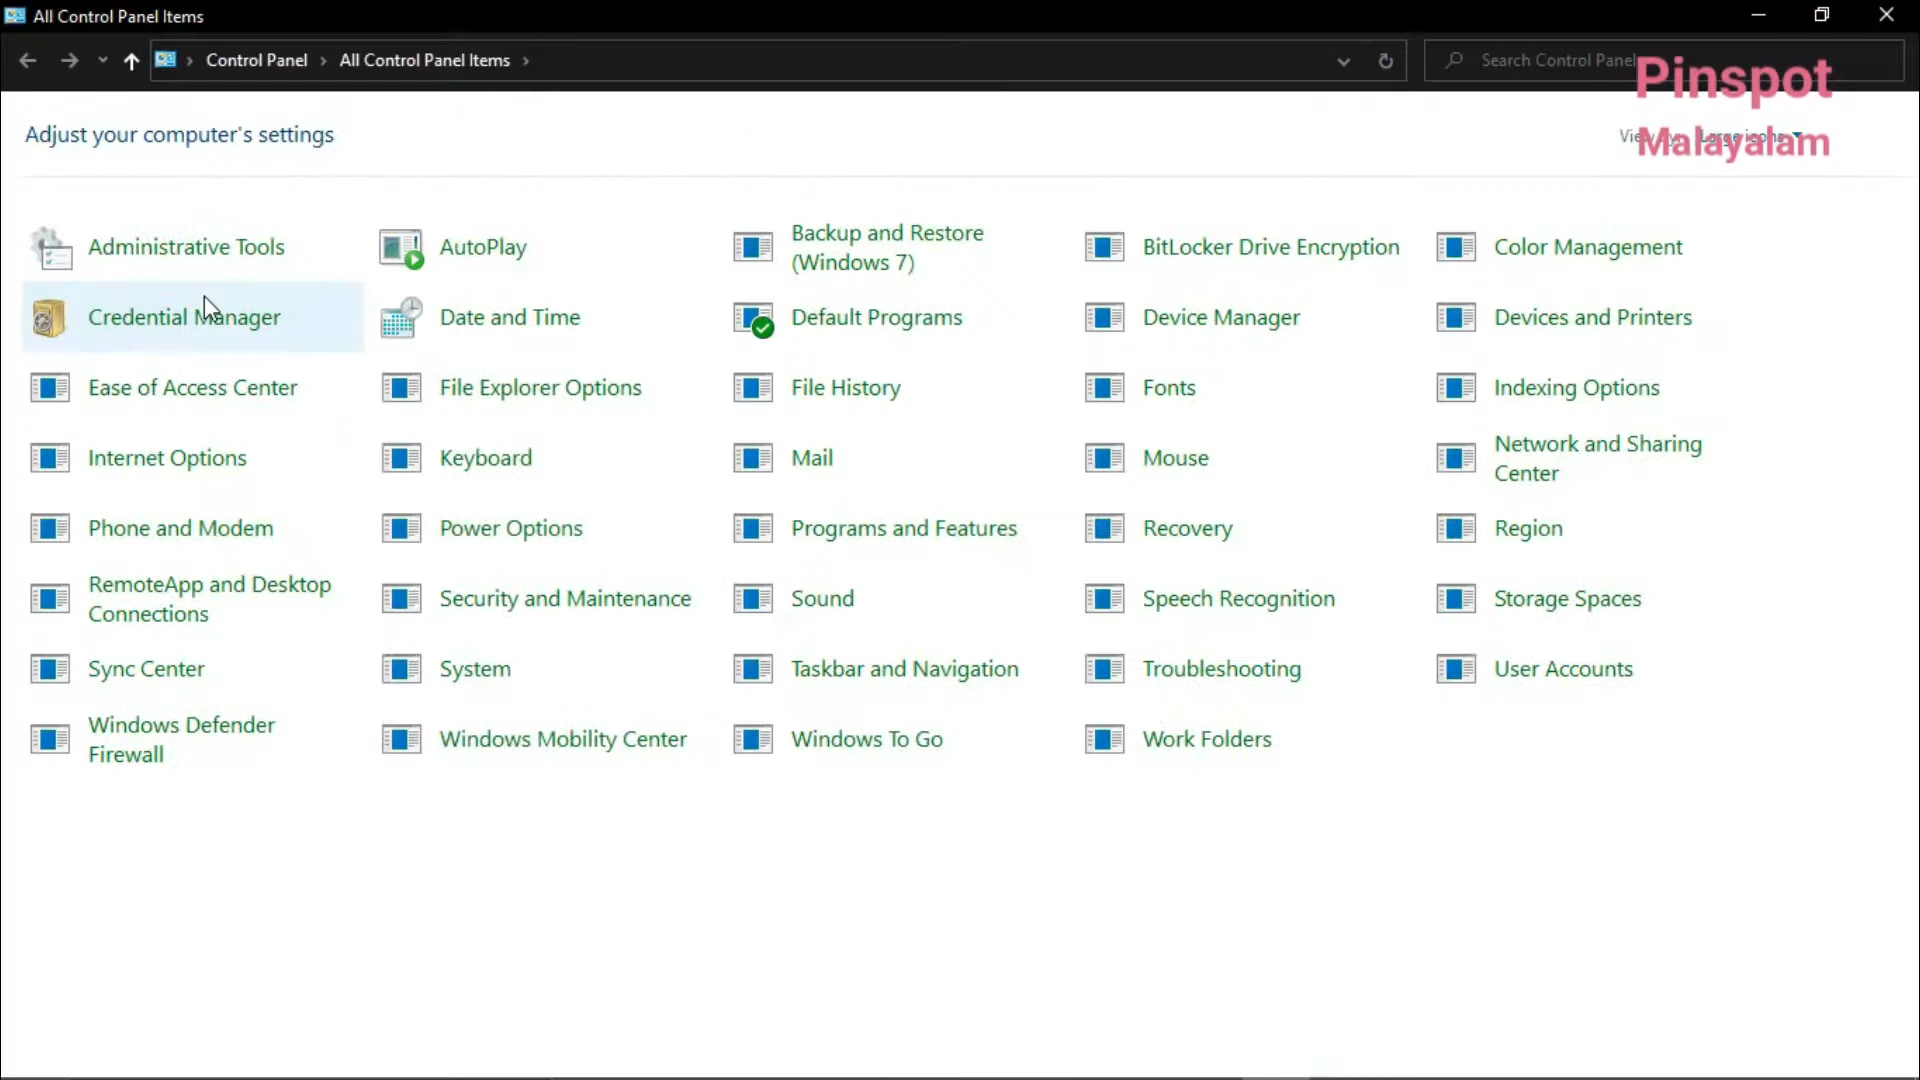 All Control Panel Items
Control Panel
All Control Panel Items
Search Control Panel
Pinspot
Malayalam
Adjust your computer's settings
Large icons
Administrative Tools
AutoPlay
Backup and Restore
(Windows 7)
BitLocker Drive Encryption
Color Management
Credential Manager
Date and Time
Default Programs
Device Manager
Devices and Printers
Ease of Access Center
File Explorer Options
File History
Fonts
Indexing Options
Internet Options
Keyboard
Mail
Mouse
Network and Sharing
Center
Phone and Modem
Power Options
Programs and Features
Recovery
Region
RemoteApp and Desktop
Connections
Security and Maintenance
Sound
Speech Recognition
Storage Spaces
Sync Center
System
Taskbar and Navigation
Troubleshooting
User Accounts
Windows Defender
Firewall
Windows Mobility Center
Windows To Go
Work Folders